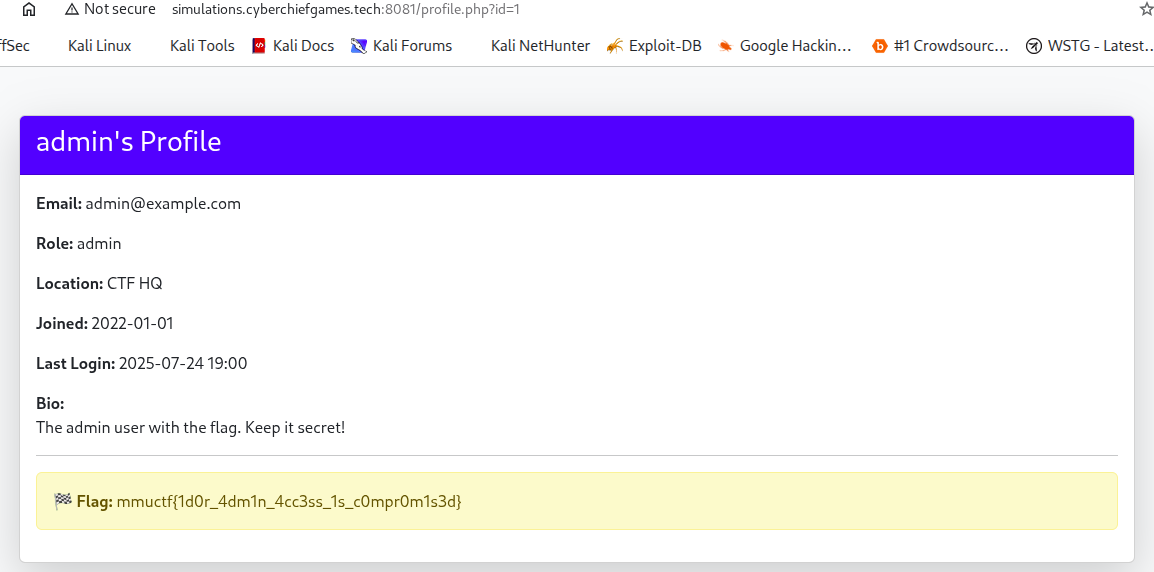 Not secure simulations.cyberchiefgames.tech:8081/profile.php?id=1
ffSec Kali Linux Kali Tools Kali Docs Kali Forums Kali NetHunter Exploit-DB Google Hackin... #1 Crowdsourc... WSTG - Latest..
admin's Profile
Email: admin@example.com
Role: admin
Location: CTF HQ
Joined: 2022-01-01
Last Login: 2025-07-24 19:00
Bio:
The admin user with the flag. Keep it secret!
Flag: mmuctf{1d0r_4dm1n_4cc3ss_1s_c0mpr0m1s3d}